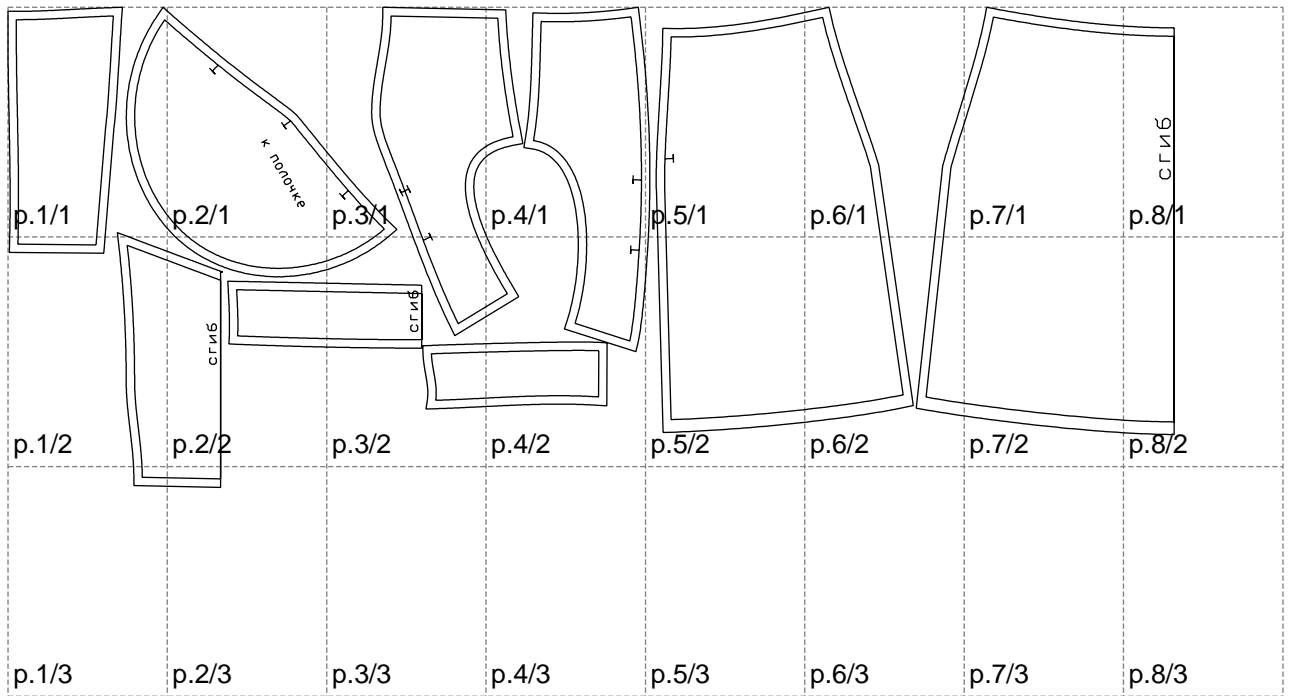 к полочке
сгиб
p.1/1 p.2/1 p.3/1 p.4/1 p.5/1 p.6/1 p.7/1 p.8/1
сгиб
сгиб
p.1/2 p.2/2 p.3/2 p.4/2 p.5/2 p.6/2 p.7/2 p.8/2
p.1/3 p.2/3 p.3/3 p.4/3 p.5/3 p.6/3 p.7/3 p.8/3